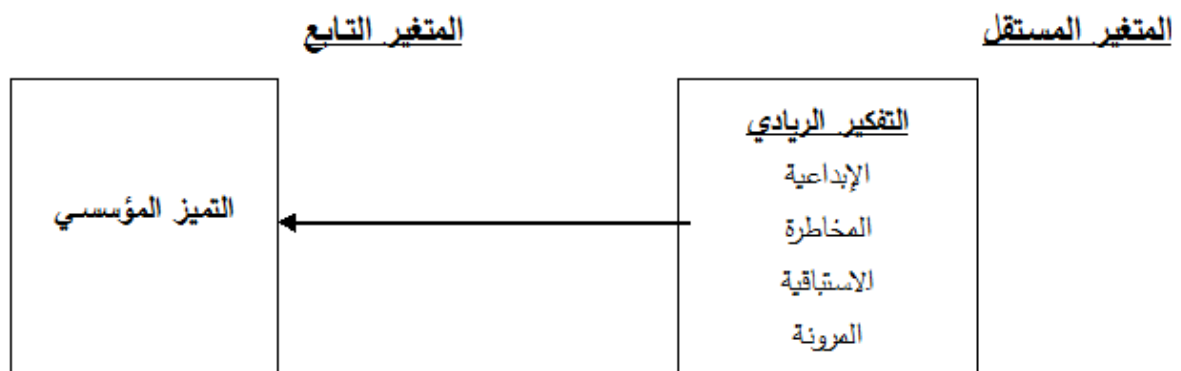 المتغير المستقل
المتغير التابع
التفكير الريادي
الإبداعية
المخاطرة
الاستباقية
المرونة
التميز المؤسسي